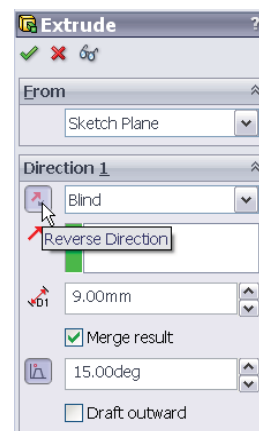 Extrude ?
From
Sketch Plane
Direction 1
Blind
Reverse Direction
D1 9.00mm
Merge result
15.00deg
Draft outward